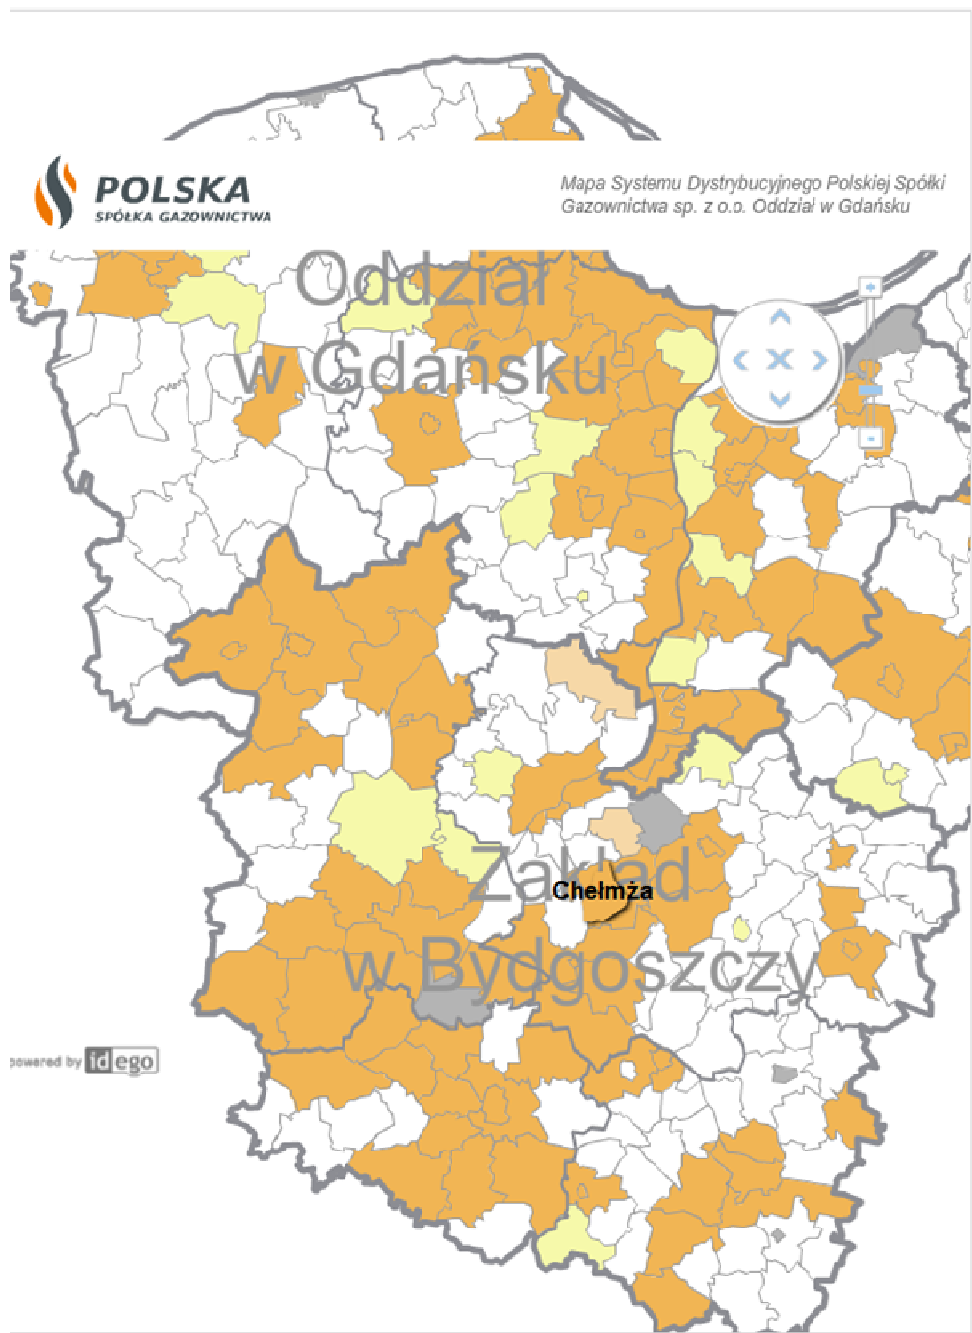 POLSKA
SPÓŁKA GAZOWNICTWA
Mapa Systemu Dystrybucyjnego Polskiej Spółki
Gazownictwa sp. z o.o. Oddział w Gdańsku
Oddział
w Gdańsku
Zakład
Chełmża
w Bydgoszczy
powered by idego